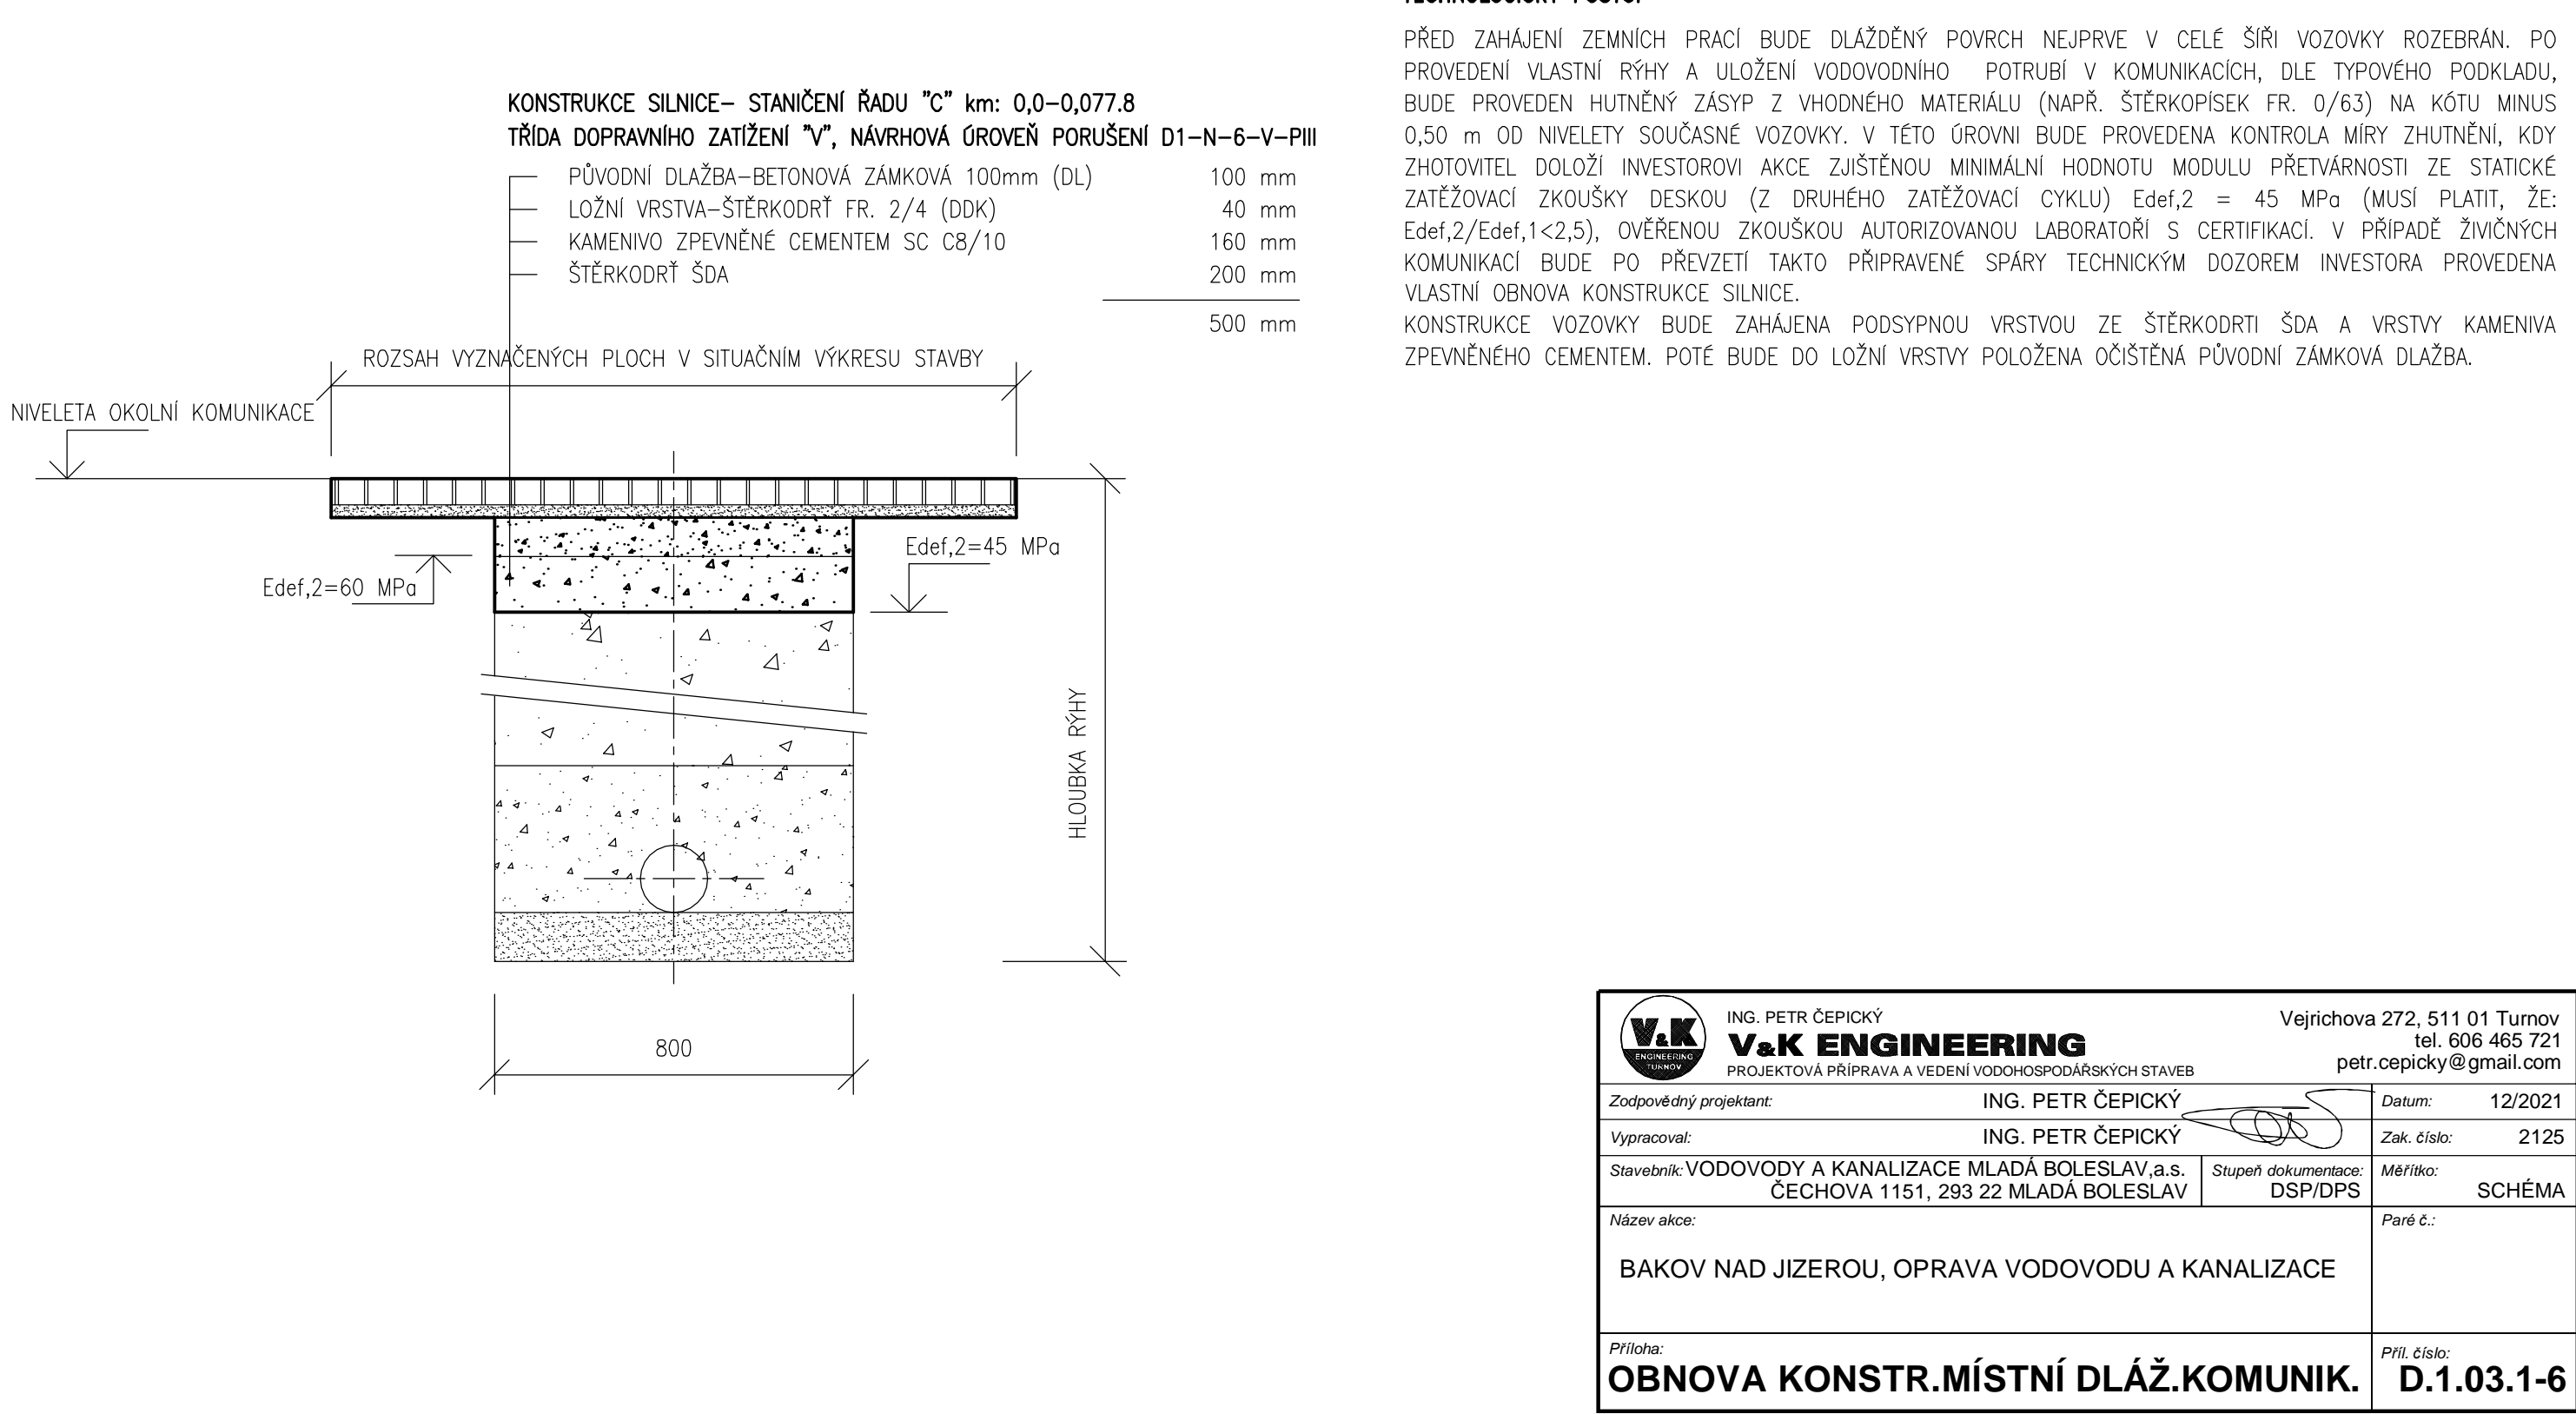 KONSTRUKCE SILNICE– STANIČENÍ ŘADU "C" km: 0,0–0,077.8
TŘÍDA DOPRAVNÍHO ZATÍŽENÍ "V", NÁVRHOVÁ ÚROVEŇ PORUŠENÍ D1–N–6–V–PIII
PŮVODNÍ DLAŽBA–BETONOVÁ ZÁMKOVÁ 100mm (DL) 100 mm
LOŽNÍ VRSTVA–ŠTĚRKODRŤ FR. 2/4 (DDK) 40 mm
KAMENIVO ZPEVNĚNÉ CEMENTEM SC C8/10 160 mm
ŠTĚRKODRŤ ŠDA 200 mm
500 mm
ROZSAH VYZNAČENÝCH PLOCH V SITUAČNÍM VÝKRESU STAVBY
NIVELETA OKOLNÍ KOMUNIKACE
Edef,2=45 MPa
Edef,2=60 MPa
HLOUBKA RÝHY
800
PŘED ZAHÁJENÍ ZEMNÍCH PRACÍ BUDE DLÁŽDĚNÝ POVRCH NEJPRVE V CELÉ ŠÍŘI VOZOVKY ROZEBRÁN. PO
PROVEDENÍ VLASTNÍ RÝHY A ULOŽENÍ VODOVODNÍHO POTRUBÍ V KOMUNIKACÍCH, DLE TYPOVÉHO PODKLADU,
BUDE PROVEDEN HUTNĚNÝ ZÁSYP Z VHODNÉHO MATERIÁLU (NAPŘ. ŠTĚRKOPÍSEK FR. 0/63) NA KÓTU MINUS
0,50 m OD NIVELETY SOUČASNÉ VOZOVKY. V TÉTO ÚROVNI BUDE PROVEDENA KONTROLA MÍRY ZHUTNĚNÍ, KDY
ZHOTOVITEL DOLOŽÍ INVESTOROVI AKCE ZJIŠTĚNOU MINIMÁLNÍ HODNOTU MODULU PŘETVÁRNOSTI ZE STATICKÉ
ZATĚŽOVACÍ ZKOUŠKY DESKOU (Z DRUHÉHO ZATĚŽOVACÍ CYKLU) Edef,2 = 45 MPa (MUSÍ PLATIT, ŽE:
Edef,2/Edef,1<2,5), OVĚŘENOU ZKOUŠKOU AUTORIZOVANOU LABORATOŘÍ S CERTIFIKACÍ. V PŘÍPADĚ ŽIVIČNÝCH
KOMUNIKACÍ BUDE PO PŘEVZETÍ TAKTO PŘIPRAVENÉ SPÁRY TECHNICKÝM DOZOREM INVESTORA PROVEDENA
VLASTNÍ OBNOVA KONSTRUKCE SILNICE.
KONSTRUKCE VOZOVKY BUDE ZAHÁJENA PODSYPNOU VRSTVOU ZE ŠTĚRKODRTI ŠDA A VRSTVY KAMENIVA
ZPEVNĚNÉHO CEMENTEM. POTÉ BUDE DO LOŽNÍ VRSTVY POLOŽENA OČIŠTĚNÁ PŮVODNÍ ZÁMKOVÁ DLAŽBA.
V&K
ENGINEERING
TURNOV
ING. PETR ČEPICKÝ
V&K ENGINEERING
PROJEKTOVÁ PŘÍPRAVA A VEDENÍ VODOHOSPODÁŘSKÝCH STAVEB
Vejrichova 272, 511 01 Turnov
tel. 606 465 721
petr.cepicky@gmail.com
Zodpovědný projektant: ING. PETR ČEPICKÝ
Datum: 12/2021
Vypracoval: ING. PETR ČEPICKÝ
Zak. číslo: 2125
Stavebník: VODOVODY A KANALIZACE MLADÁ BOLESLAV,a.s.
ČECHOVA 1151, 293 22 MLADÁ BOLESLAV
Stupeň dokumentace:
DSP/DPS
Měřítko:
SCHÉMA
Název akce:
BAKOV NAD JIZEROU, OPRAVA VODOVODU A KANALIZACE
Paré č.:
Příloha:
OBNOVA KONSTR.MÍSTNÍ DLÁŽ.KOMUNIK.
Příl. číslo:
D.1.03.1-6